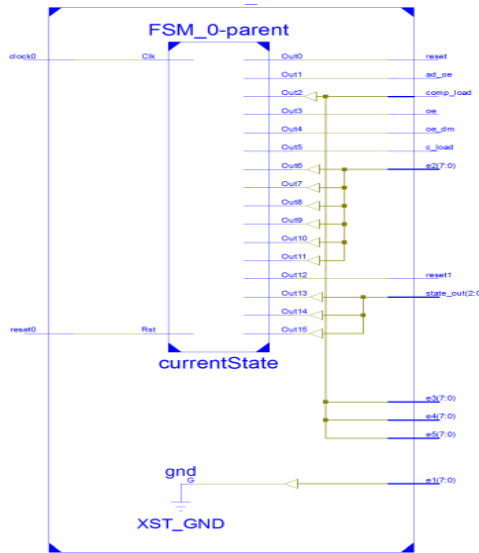 FSM_0-parent
clock0 Clk Out0 reset
Out1 ad_oe
Out2 comp_load
Out3 oe
Out4 oe_dm
Out5 c_load
Out6 e2(7:0)
Out7
Out8
Out9
Out10
Out11
Out12 reset1
Out13 state_out(2:0
Out14
reset0 Rst Out15
currentState
e3(7:0)
e4(7:0)
e5(7:0)
gnd
G e1(7:0)
XST_GND